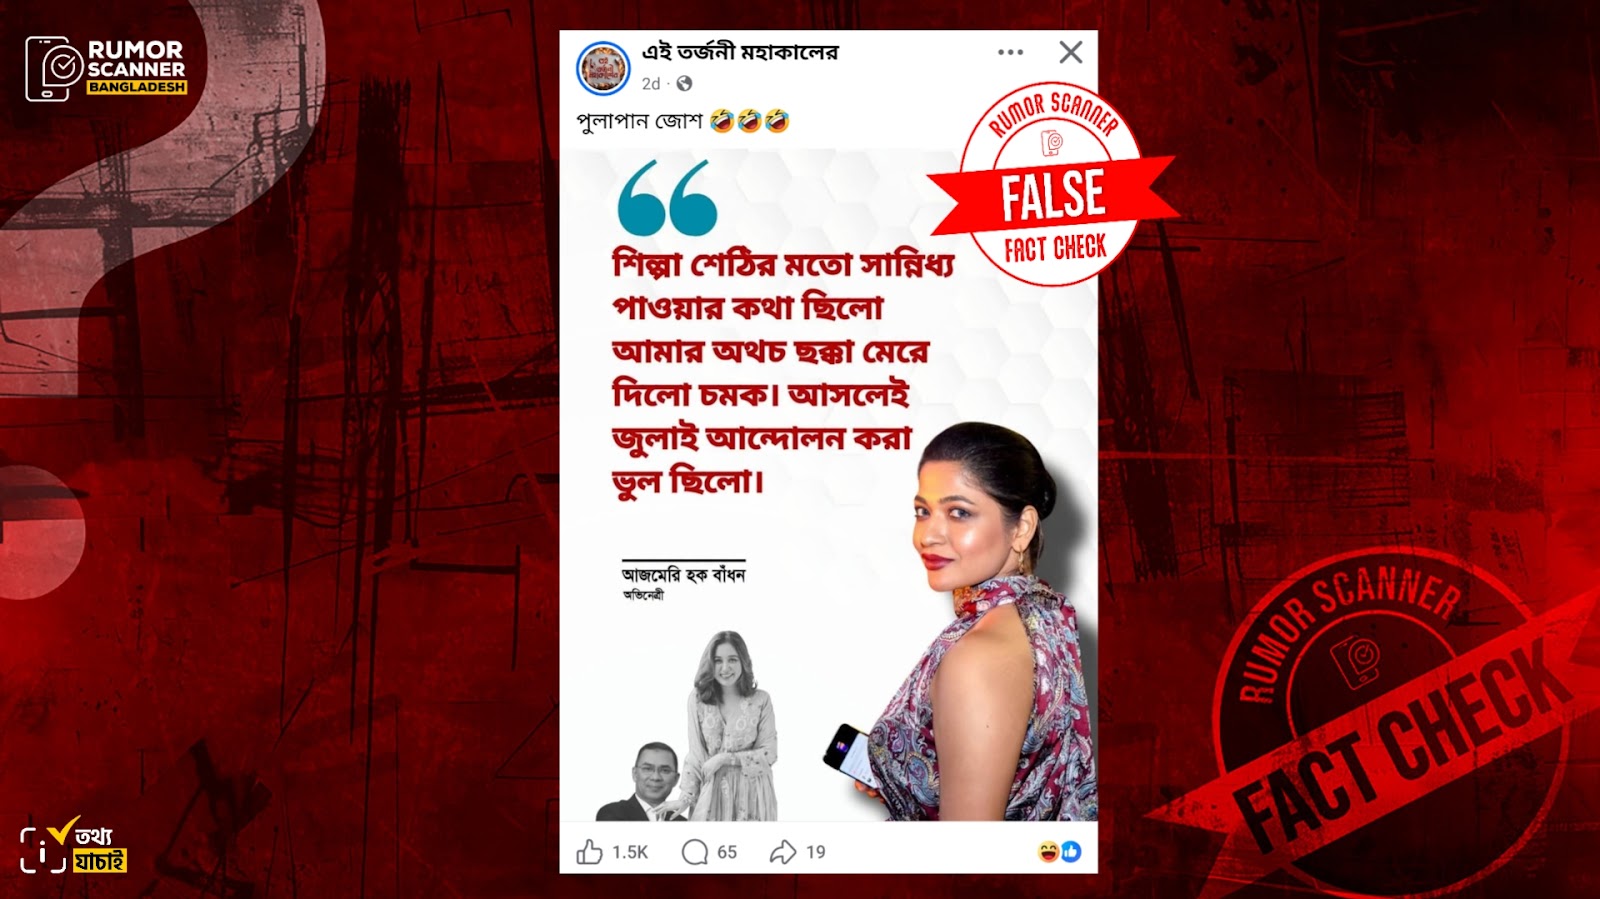 RUMOR
SCANNER
BANGLADESH
এই তর্জনী মহাকালের
2d
পুলাপান জোশ 🤣🤣🤣
RUMOR SCANNER
FALSE
FACT CHECK
“
শিল্পা শেঠির মতো সান্নিধ্য
পাওয়ার কথা ছিলো
আমার অথচ ছক্কা মেরে
দিলো চমক। আসলেই
জুলাই আন্দোলন করা
ভুল ছিলো।
আজমেরি হক বাঁধন
অভিনেত্রী
1.5K
65
19
RUMOR SCANNER
FACT CHECK
তথ্য
যাচাই